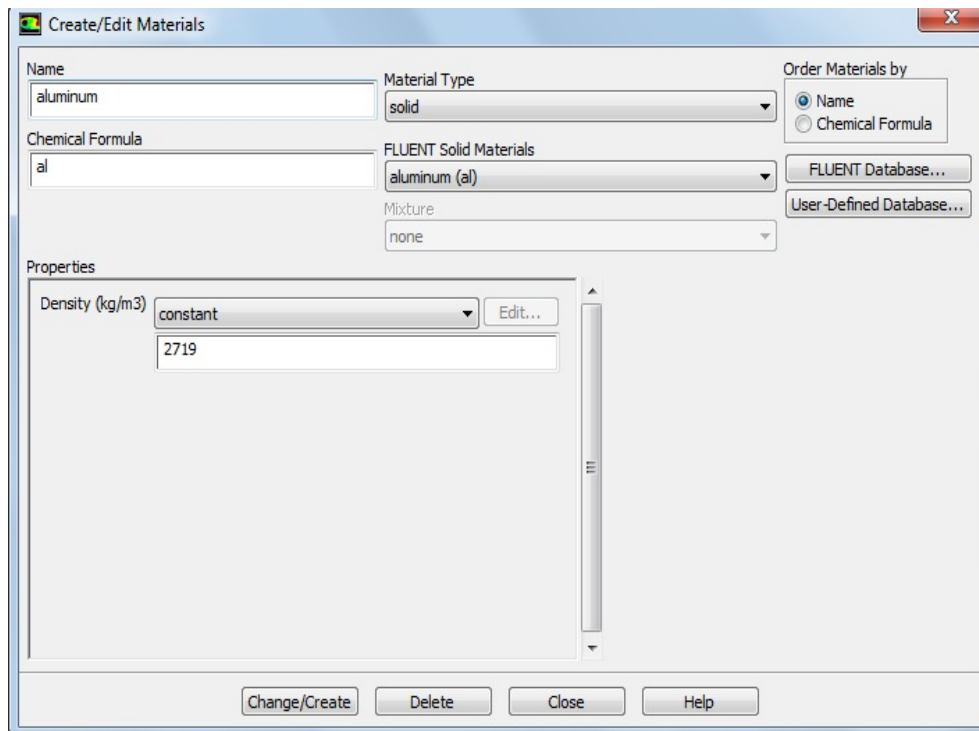 Create/Edit Materials
X
Name
aluminum
Material Type
solid
Order Materials by
Name
Chemical Formula
Chemical Formula
al
FLUENT Solid Materials
aluminum (al)
FLUENT Database...
Mixture
none
User-Defined Database...
Properties
Density (kg/m3)
constant
Edit...
2719
Change/Create
Delete
Close
Help